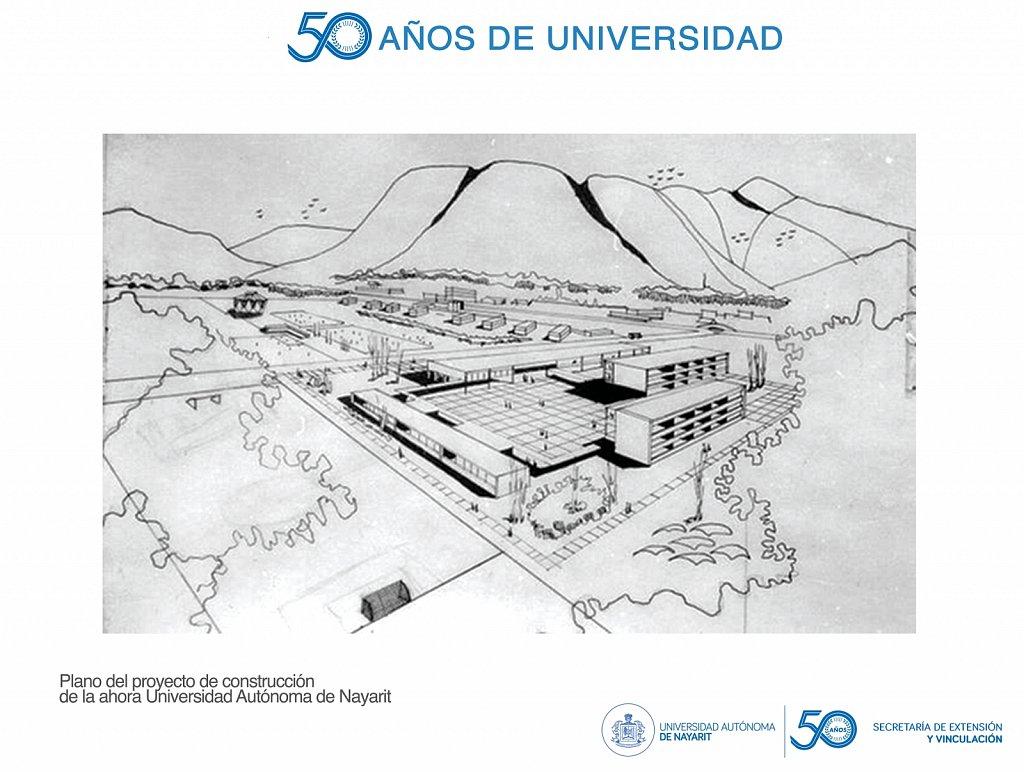 50 AÑOS DE UNIVERSIDAD
Plano del proyecto de construcción
de la ahora Universidad Autónoma de Nayarit
UNIVERSIDAD AUTÓNOMA
DE NAYARIT
50 AÑOS
SECRETARÍA DE EXTENSIÓN
Y VINCULACIÓN